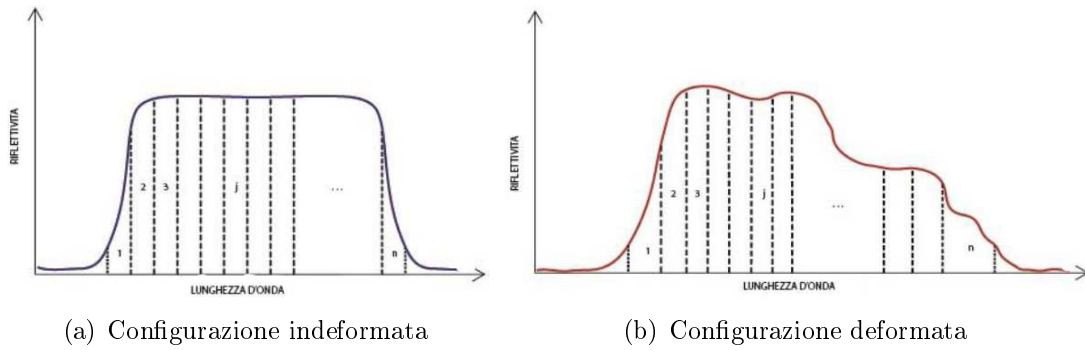 RIFLETTIVITA
1
2
3
j
...
n
LUNGHEZZA D'ONDA
(a) Configurazione indeformata
RIFLETTIVITA
1
2
3
j
...
n
LUNGHEZZA D'ONDA
(b) Configurazione deformata